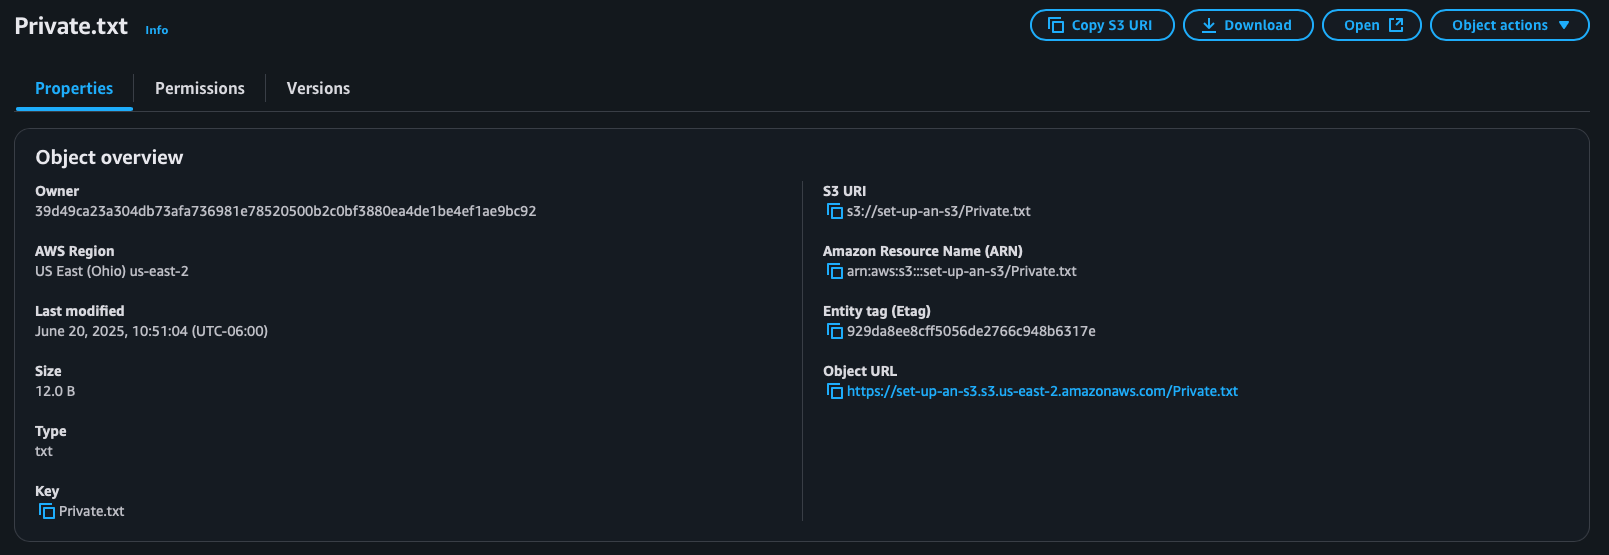 Private.txt Info
Copy S3 URI
Download
Open
Object actions
Properties
Permissions
Versions
Object overview
Owner
39d49ca23a304db73afa736981e78520500b2c0bf3880ea4de1be4ef1ae9bc92
AWS Region
US East (Ohio) us-east-2
Last modified
June 20, 2025, 10:51:04 (UTC-06:00)
Size
12.0 B
Type
txt
Key
Private.txt
S3 URI
s3://set-up-an-s3/Private.txt
Amazon Resource Name (ARN)
arn:aws:s3:::set-up-an-s3/Private.txt
Entity tag (Etag)
929da8ee8cff5056de2766c948b6317e
Object URL
https://set-up-an-s3.s3.us-east-2.amazonaws.com/Private.txt